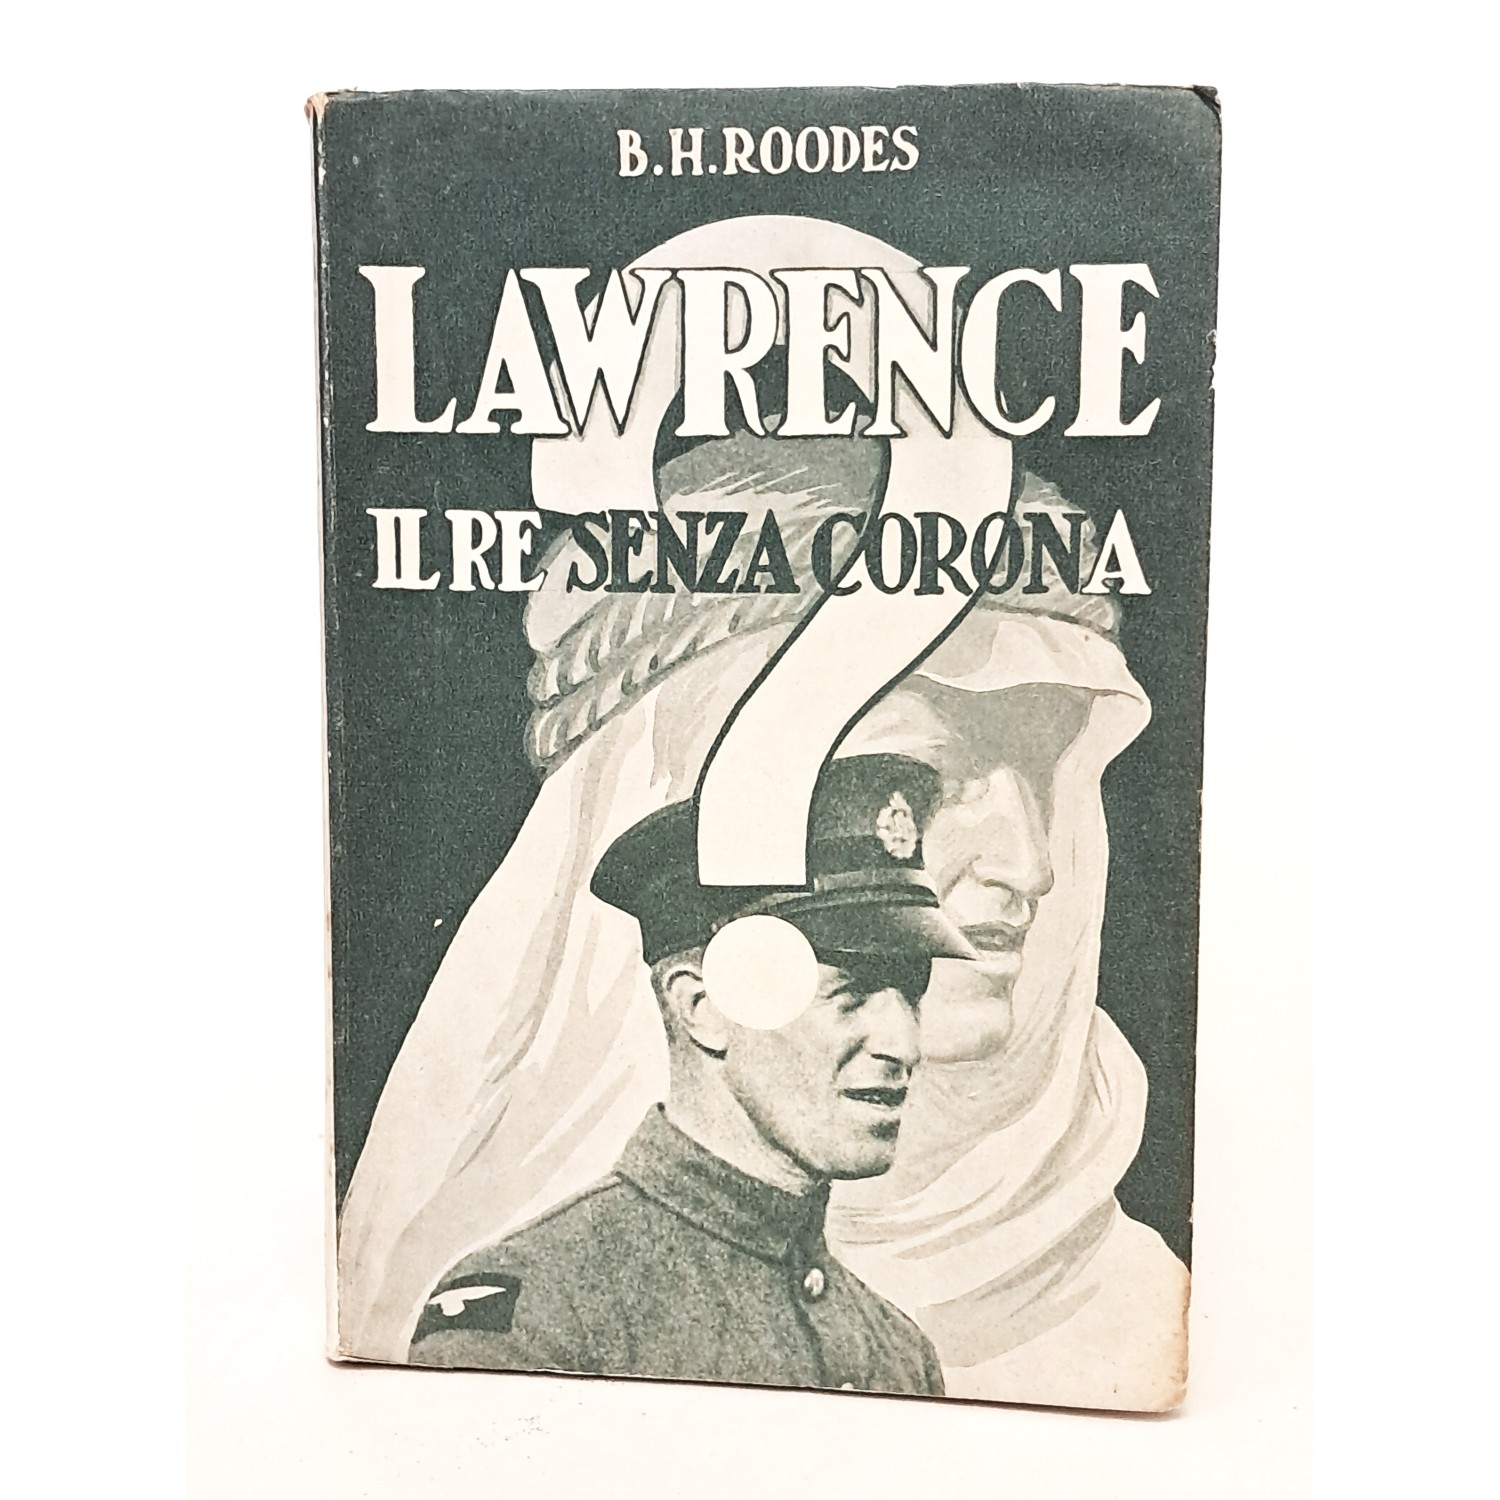 B.H.ROODES
LAWRENCE
IL RE SENZA CORONA